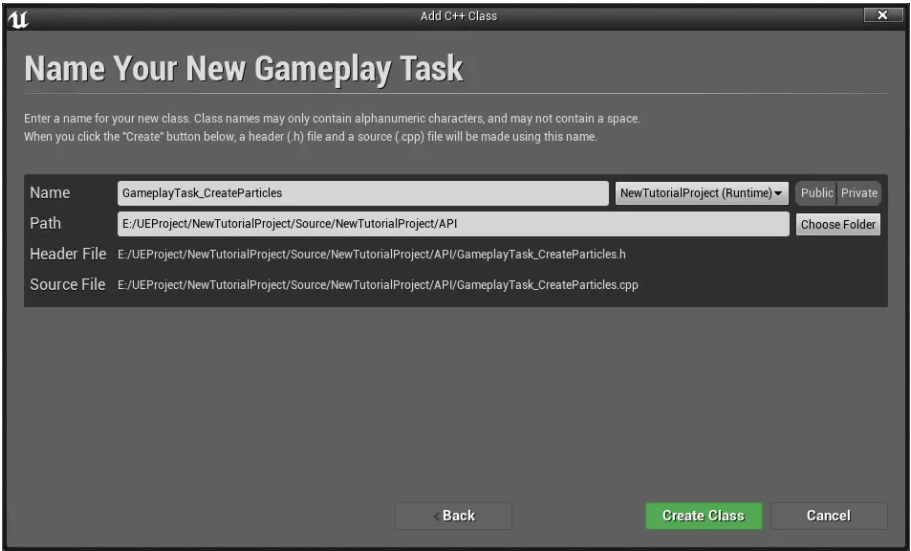 Add C++ Class
Name Your New Gameplay Task
Enter a name for your new class. Class names may only contain alphanumeric characters, and may not contain a space.
When you click the "Create" button below, a header (.h) file and a source (.cpp) file will be made using this name.
Name GameplayTask_CreateParticles NewTutorialProject (Runtime) Public Private
Path E:/UEProject/NewTutorialProject/Source/NewTutorialProject/API Choose Folder
Header File E:/UEProject/NewTutorialProject/Source/NewTutorialProject/API/GameplayTask_CreateParticles.h
Source File E:/UEProject/NewTutorialProject/Source/NewTutorialProject/API/GameplayTask_CreateParticles.cpp
Back Create Class Cancel